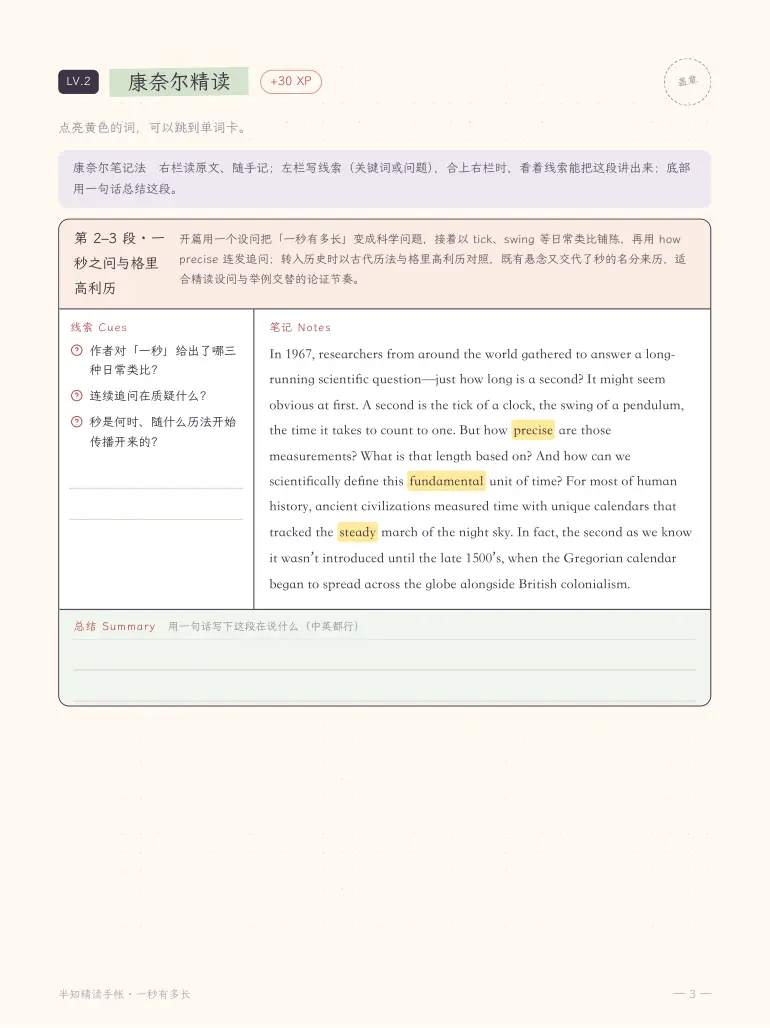 LV.2 康奈尔精读 +30 XP 盖章
点亮黄色的词，可以跳到单词卡。
康奈尔笔记法 右栏读原文、随手记；左栏写线索（关键词或问题），合上右栏时，看着线索能把这段讲出来；底部
用一句话总结这段。
第 2–3 段·一
秒之问与格里
高利历
开篇用一个设问把「一秒有多长」变成科学问题，接着以 tick、swing 等日常类比铺陈，再用 how
precise 连发追问；转入历史时以古代历法与格里高利历对照，既有悬念又交代了秒的名分来历，适
合精读设问与举例交替的论证节奏。
线索 Cues
作者对「一秒」给出了哪三
种日常类比？
连续追问在质疑什么？
秒是何时、随什么历法开始
传播开来的？
笔记 Notes
In 1967, researchers from around the world gathered to answer a long-
running scientific question—just how long is a second? It might seem
obvious at first. A second is the tick of a clock, the swing of a pendulum,
the time it takes to count to one. But how precise are those
measurements? What is that length based on? And how can we
scientifically define this fundamental unit of time? For most of human
history, ancient civilizations measured time with unique calendars that
tracked the steady march of the night sky. In fact, the second as we know
it wasn't introduced until the late 1500's, when the Gregorian calendar
began to spread across the globe alongside British colonialism.
总结 Summary 用一句话写下这段在说什么（中英都行）
半知精读手帐·一秒有多长
— 3 —